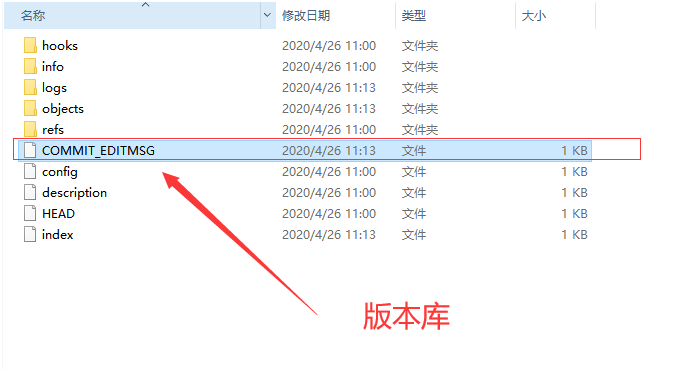 名称 修改日期 类型 大小
hooks 2020/4/26 11:00 文件夹
info 2020/4/26 11:00 文件夹
logs 2020/4/26 11:13 文件夹
objects 2020/4/26 11:13 文件夹
refs 2020/4/26 11:00 文件夹
COMMIT_EDITMSG 2020/4/26 11:13 文件 1 KB
config 2020/4/26 11:00 文件 1 KB
description 2020/4/26 11:00 文件 1 KB
HEAD 2020/4/26 11:00 文件 1 KB
index 2020/4/26 11:13 文件 1 KB
版本库